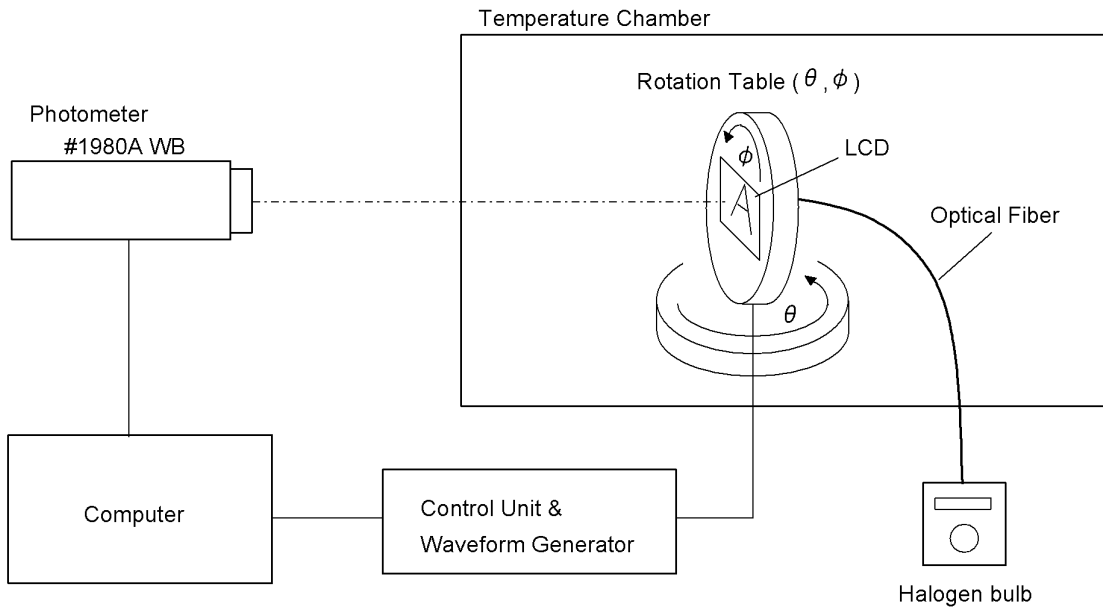 Temperature Chamber
Rotation Table ( θ , φ )
Photometer
#1980A WB
φ
LCD
A
Optical Fiber
θ
Computer
Control Unit &
Waveform Generator
Halogen bulb